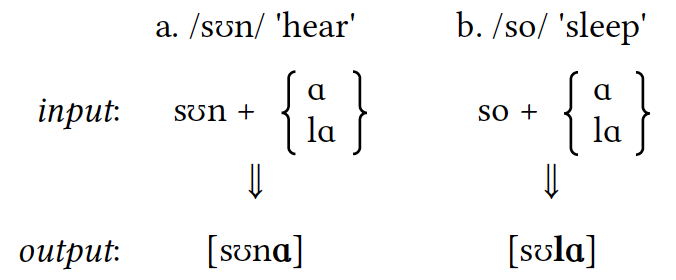 a. /sʊn/ 'hear' b. /so/ 'sleep'
input: sʊn + { ɑ lɑ } so + { ɑ lɑ }
⇓ ⇓
output: [sʊnɑ] [sʊlɑ]